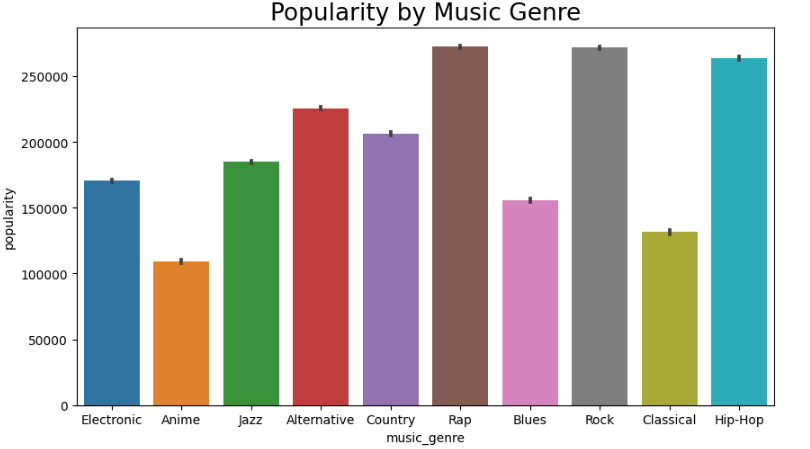 Popularity by Music Genre
popularity
250000
200000
150000
100000
50000
0
Electronic Anime Jazz Alternative Country Rap Blues Rock Classical Hip-Hop
music_genre